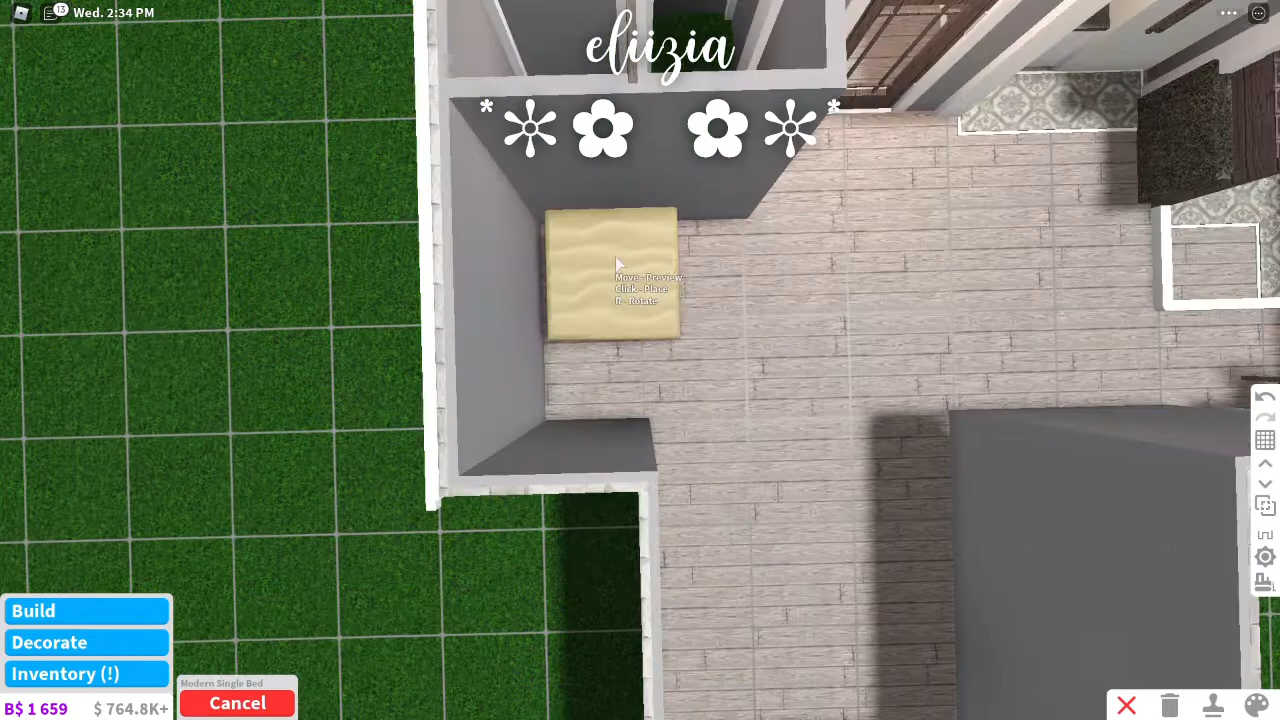 13
Wed. 2:34 PM
eliizia
Move - Preview
Click - Place
R - Rotate
Build
Decorate
Inventory (!)
Modern Single Bed
Cancel
B$ 1 659
$ 764.8K+